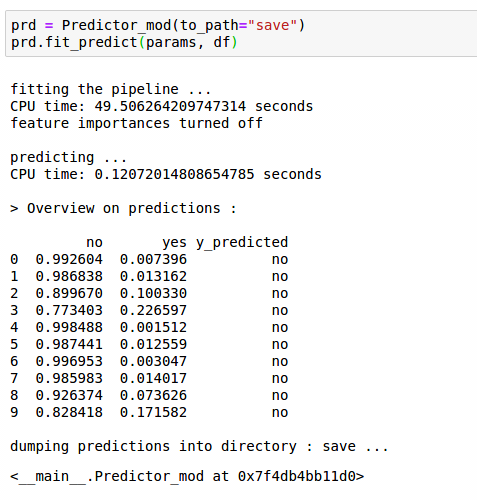 prd = Predictor_mod(to_path="save")
prd.fit_predict(params, df)
fitting the pipeline ...
CPU time: 49.506264209747314 seconds
feature importances turned off
predicting ...
CPU time: 0.12072014808654785 seconds
> Overview on predictions :
no yes y_predicted
0 0.992604 0.007396 no
1 0.986838 0.013162 no
2 0.899670 0.100330 no
3 0.773403 0.226597 no
4 0.998488 0.001512 no
5 0.987441 0.012559 no
6 0.996953 0.003047 no
7 0.985983 0.014017 no
8 0.926374 0.073626 no
9 0.828418 0.171582 no
dumping predictions into directory : save ...
<__main__.Predictor_mod at 0x7f4db4bb11d0>